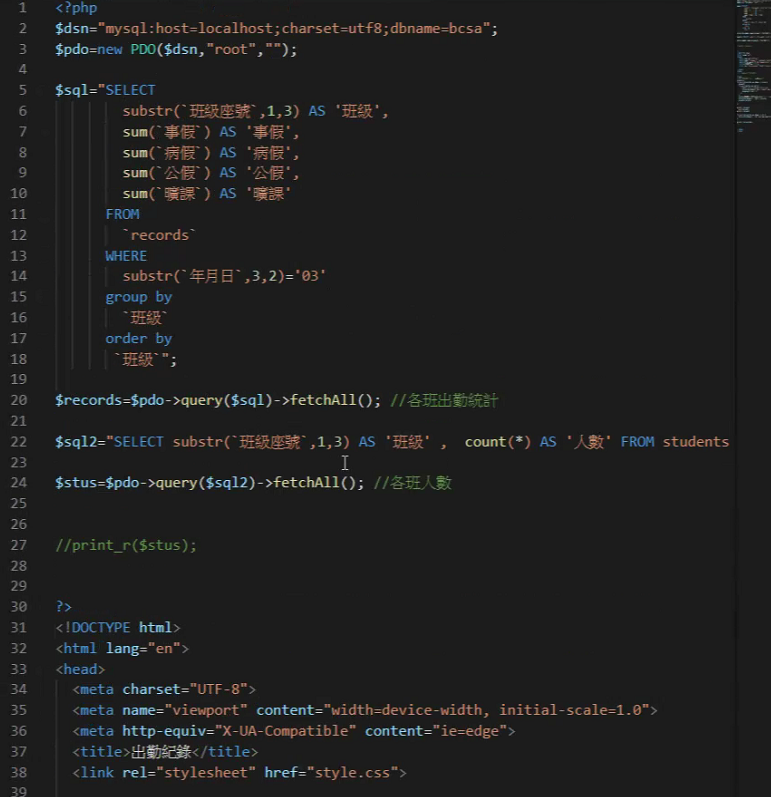 1 <?php
2 $dsn="mysql:host=localhost;charset=utf8;dbname=bcsa";
3 $pdo=new PDO($dsn,"root","");
4
5 $sql="SELECT
6 substr(`班級座號`,1,3) AS '班級',
7 sum(`事假`) AS '事假',
8 sum(`病假`) AS '病假',
9 sum(`公假`) AS '公假',
10 sum(`曠課`) AS '曠課'
11 FROM
12 `records`
13 WHERE
14 substr(`年月日`,3,2)='03'
15 group by
16 `班級`
17 order by
18 `班級`";
19
20 $records=$pdo->query($sql)->fetchAll(); //各班出勤統計
21
22 $sql2="SELECT substr(`班級座號`,1,3) AS '班級' , count(*) AS '人數' FROM students
23
24 $stus=$pdo->query($sql2)->fetchAll(); //各班人數
25
26
27 //print_r($stus);
28
29
30 ?>
31 <!DOCTYPE html>
32 <html lang="en">
33 <head>
34 <meta charset="UTF-8">
35 <meta name="viewport" content="width=device-width, initial-scale=1.0">
36 <meta http-equiv="X-UA-Compatible" content="ie=edge">
37 <title>出勤紀錄</title>
38 <link rel="stylesheet" href="style.css">
39